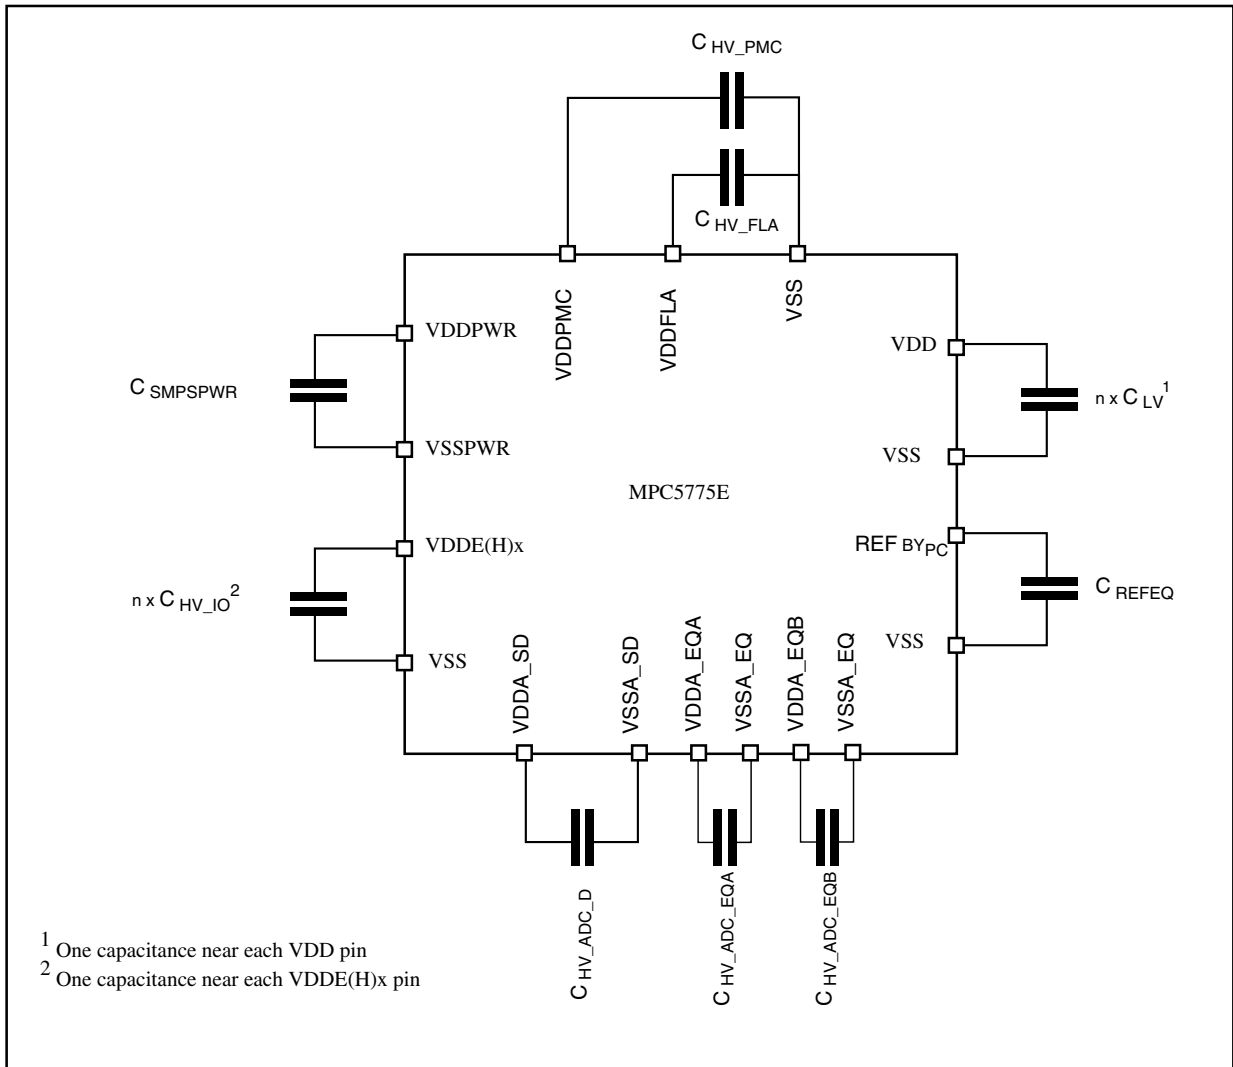 C HV_PMC
C HV_FLA
VDDPMC
VDDFLA
VSS
VDDPWR
C SMPSPWR
VSSPWR
VDD
n x C LV 1
VSS
MPC5775E
VDDE(H)x
n x C HV_IO 2
VSS
REF BYPC
C REFEQ
VSS
VDDA_SD
VSSA_SD
VDDA_EQA
VSSA_EQ
VDDA_EQB
VSSA_EQ
C HV_ADC_D
C HV_ADC_EQA
C HV_ADC_EQB
1 One capacitance near each VDD pin
2 One capacitance near each VDDE(H)x pin